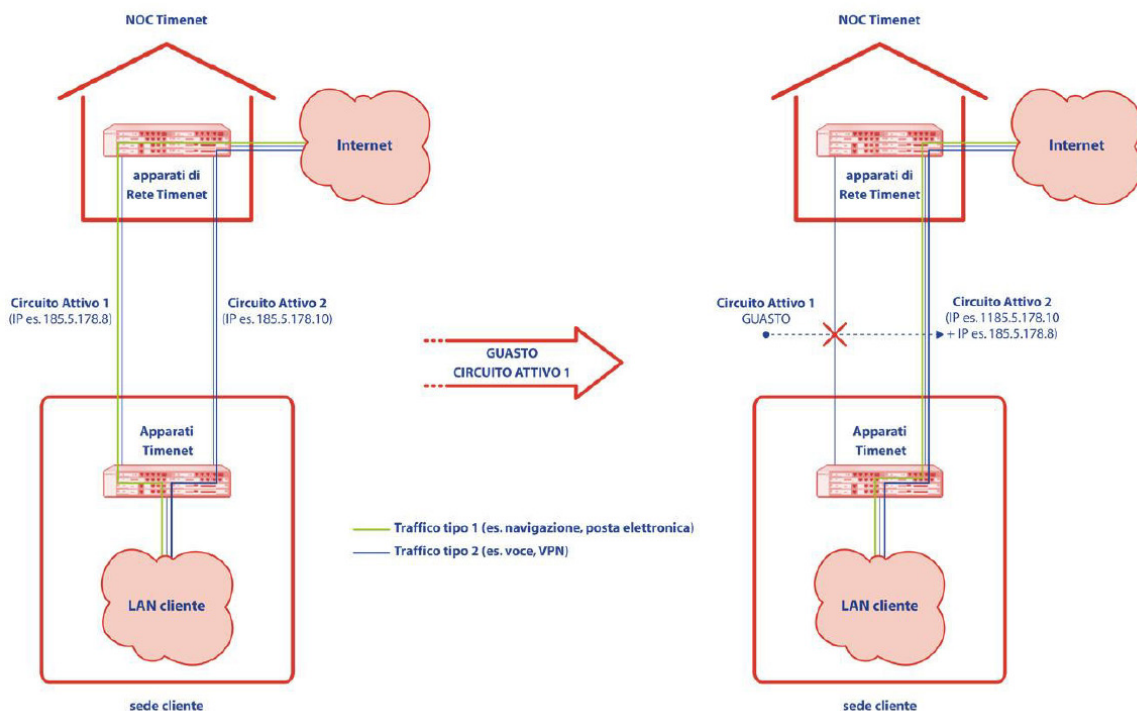 NOC Timenet
Internet
apparati di
Rete Timenet
Circuito Attivo 1
(IP es. 185.5.178.8)
Circuito Attivo 2
(IP es. 185.5.178.10)
Apparati
Timenet
LAN cliente
sede cliente
GUASTO
CIRCUITO ATTIVO 1
Traffico tipo 1 (es. navigazione, posta elettronica)
Traffico tipo 2 (es. voce, VPN)
NOC Timenet
Internet
apparati di
Rete Timenet
Circuito Attivo 1
GUASTO
Circuito Attivo 2
(IP es. 1185.5.178.10
+ IP es. 185.5.178.8)
Apparati
Timenet
LAN cliente
sede cliente